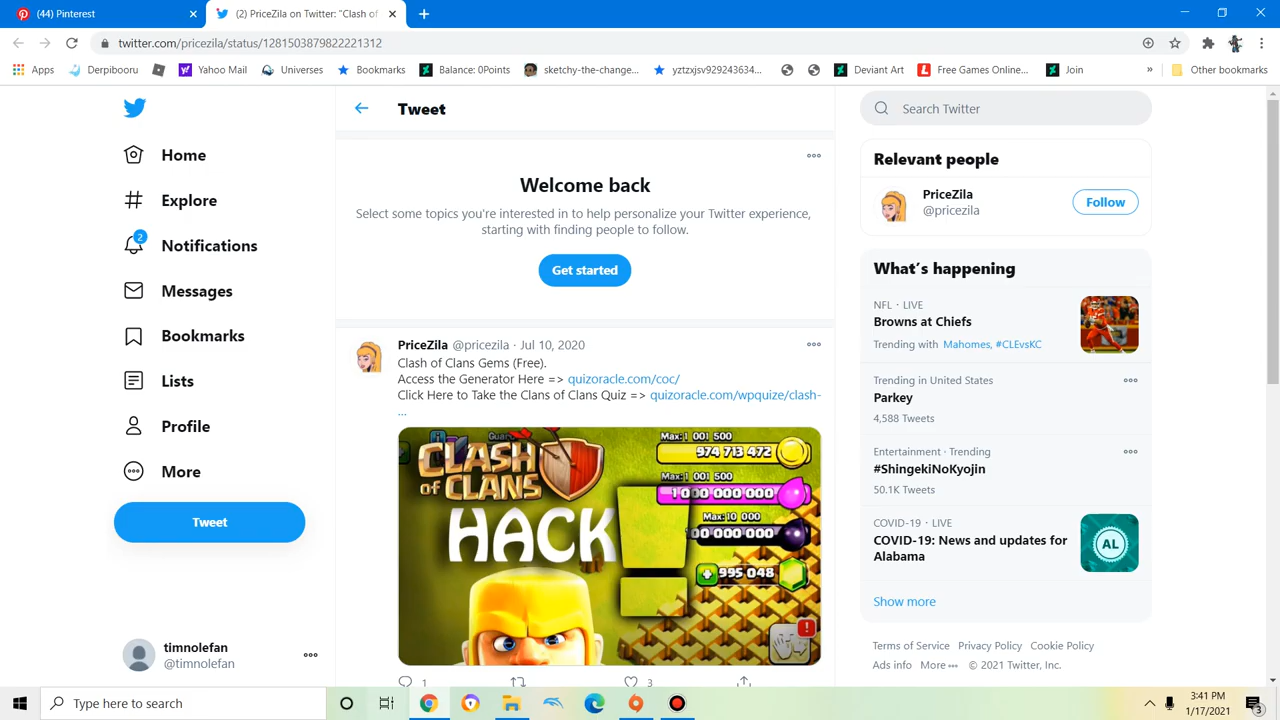 (44) Pinterest
(2) PriceZila on Twitter: "Clash of
twitter.com/pricezila/status/1281503879822221312
Apps
Derpibooru
Yahoo Mail
Universes
Bookmarks
Balance: 0Points
sketchy-the-change...
yztzxjsv929243634...
Deviant Art
Free Games Online...
Join
Other bookmarks
Home
Explore
2
Notifications
Messages
Bookmarks
Lists
Profile
More
Tweet
timnolefan
@timnolefan
Tweet
Welcome back
Select some topics you're interested in to help personalize your Twitter experience,
starting with finding people to follow.
Get started
PriceZila @pricezila · Jul 10, 2020
Clash of Clans Gems (Free).
Access the Generator Here => quizoracle.com/coc/
Click Here to Take the Clans of Clans Quiz => quizoracle.com/wpquize/clash-
...
CLASH
OF CLANS
HACK
Max: 1 001 500
974 713 472
Max: 1 001 500
1 000 000 000
Max: 10 000
995 048
1
3
Search Twitter
Relevant people
PriceZila
@pricezila
Follow
What's happening
NFL · LIVE
Browns at Chiefs
Trending with Mahomes, #CLEvsKC
Trending in United States
Parkey
4,588 Tweets
Entertainment · Trending
#ShingekiNoKyojin
50.1K Tweets
COVID-19 · LIVE
COVID-19: News and updates for
Alabama
AL
Show more
Terms of Service Privacy Policy Cookie Policy
Ads info More © 2021 Twitter, Inc.
Type here to search
3:41 PM
1/17/2021
3